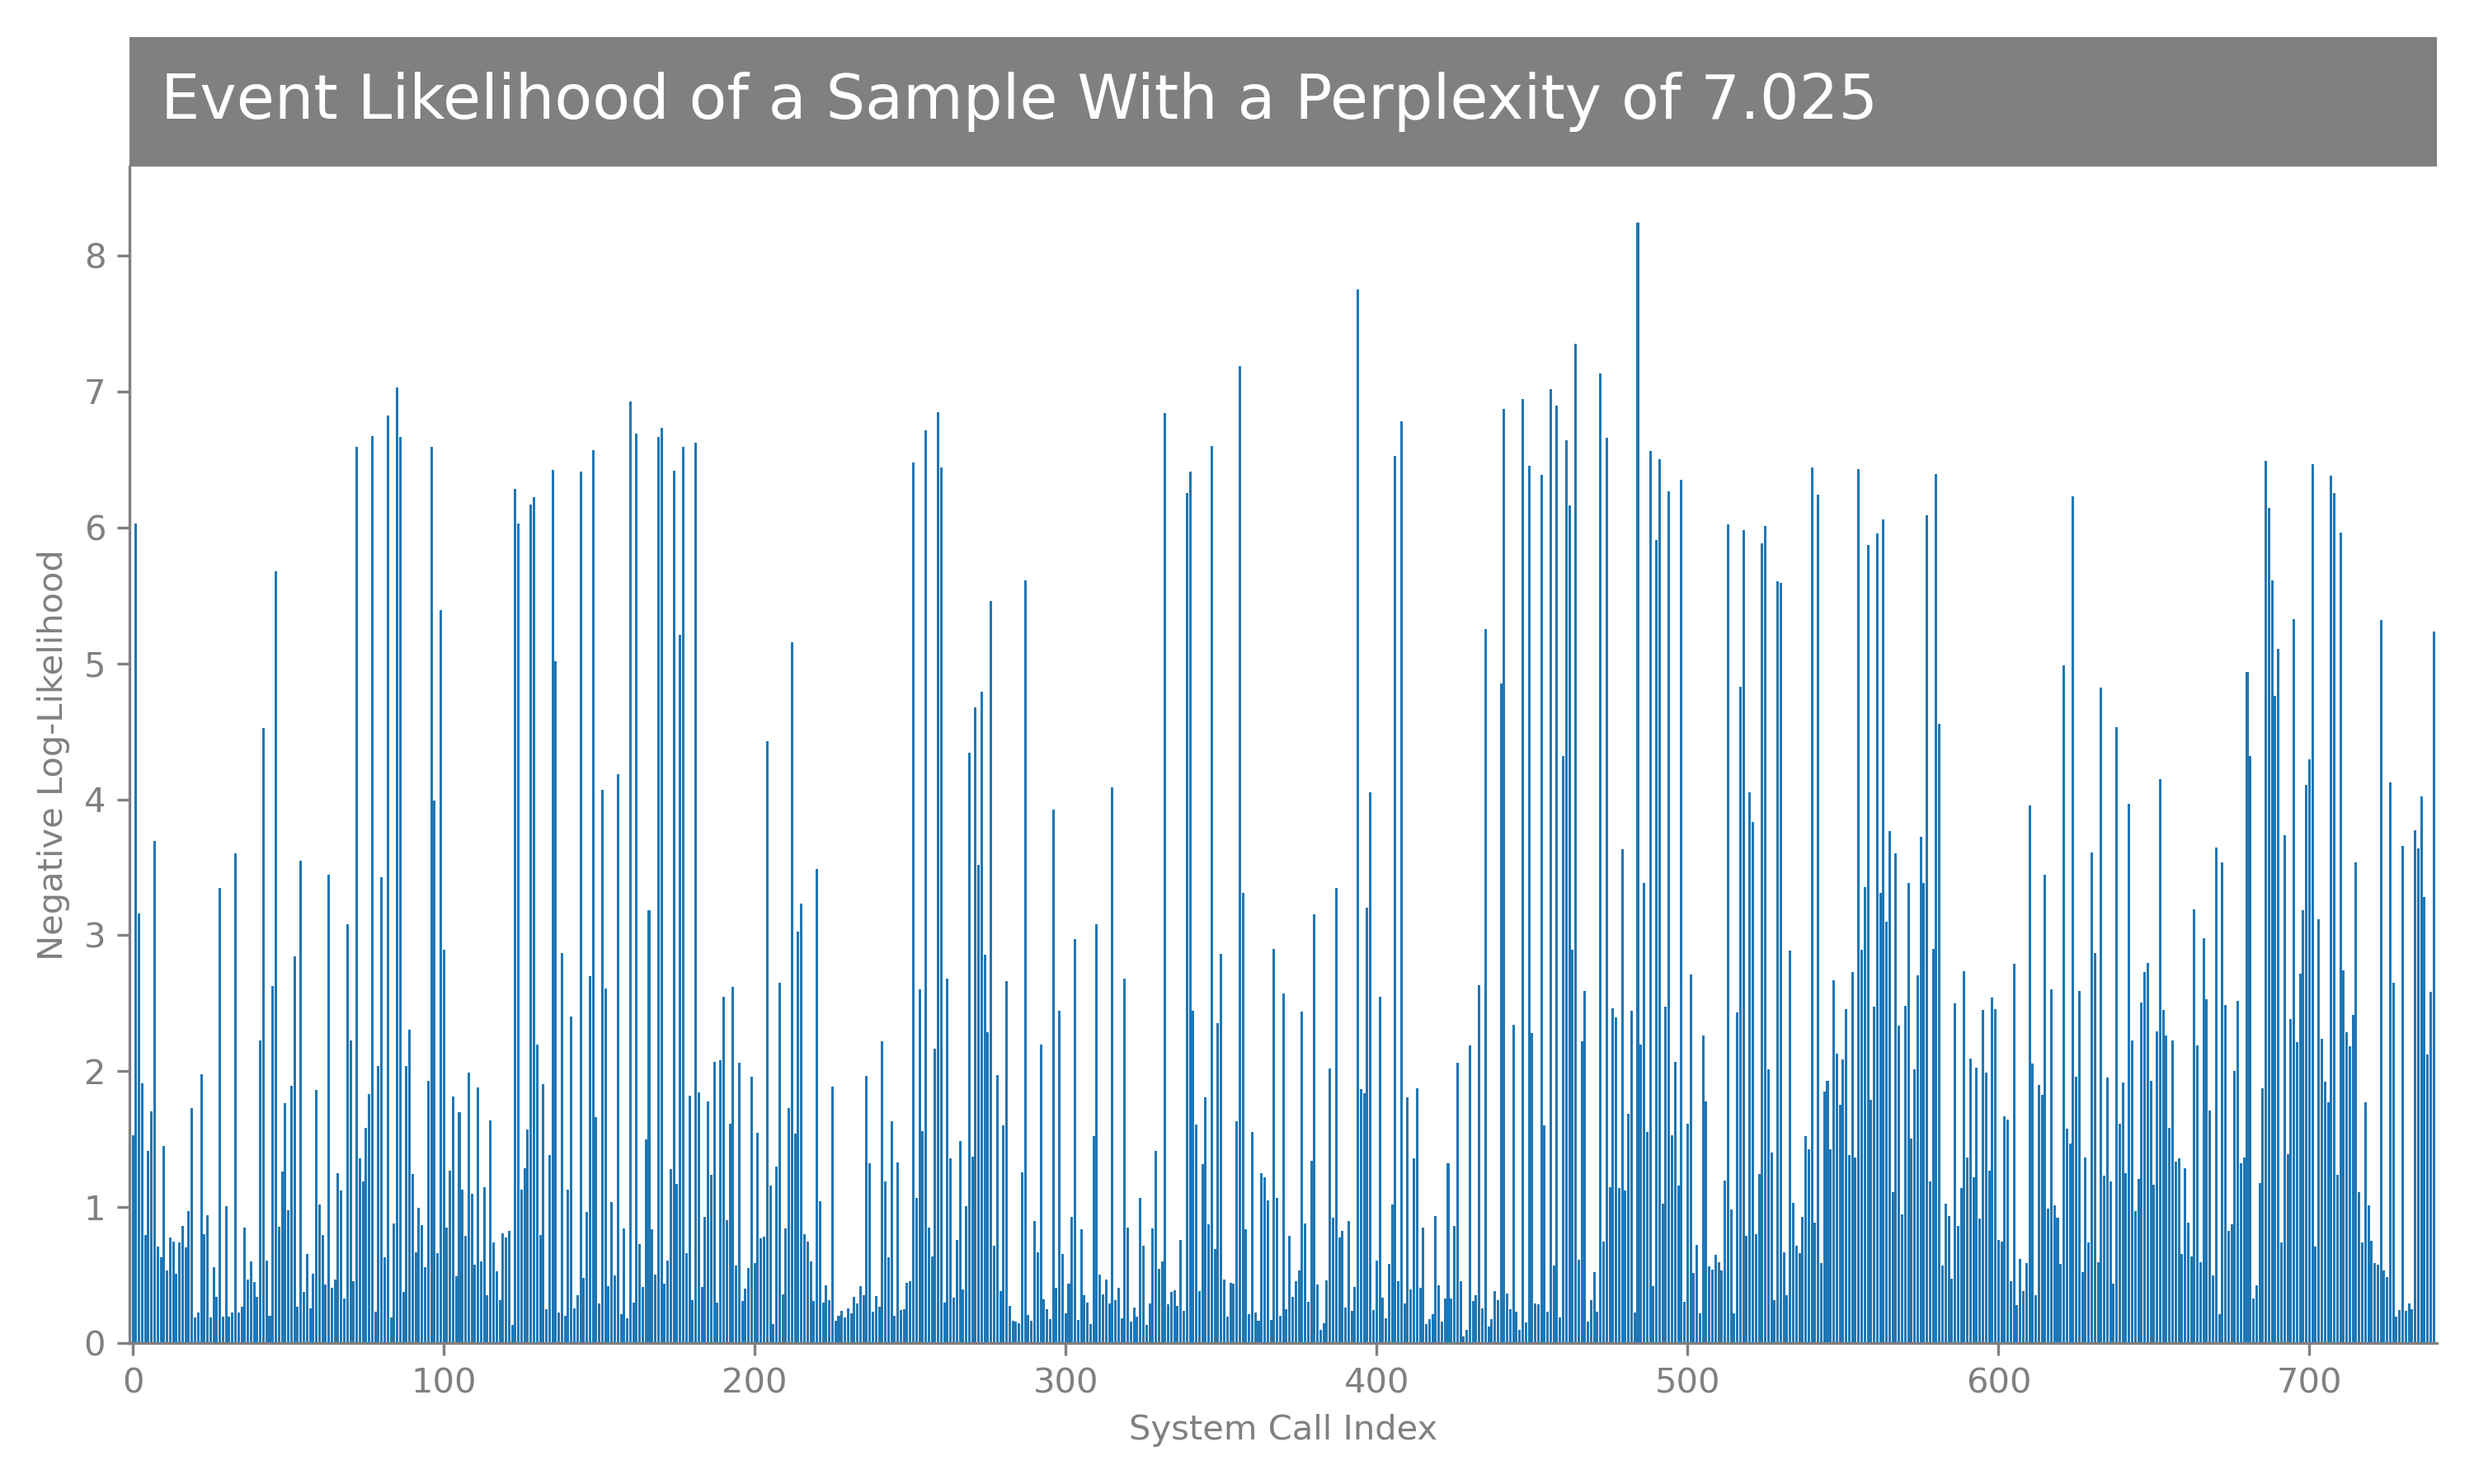 Event Likelihood of a Sample With a Perplexity of 7.025
8
7
6
5
4
3
2
1
0
Negative Log-Likelihood
0 100 200 300 400 500 600 700
System Call Index